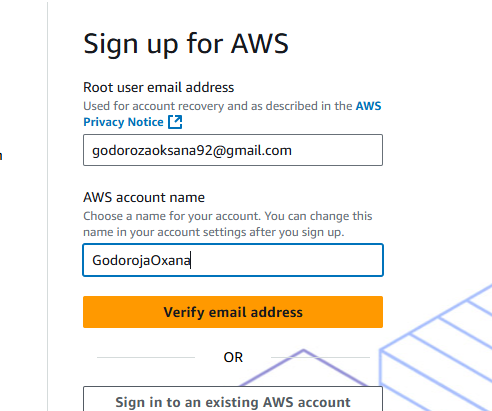 Sign up for AWS
Root user email address
Used for account recovery and as described in the AWS
Privacy Notice
godorozaoksana92@gmail.com
AWS account name
Choose a name for your account. You can change this
name in your account settings after you sign up.
GodorojaOxana
Verify email address
OR
Sign in to an existing AWS account